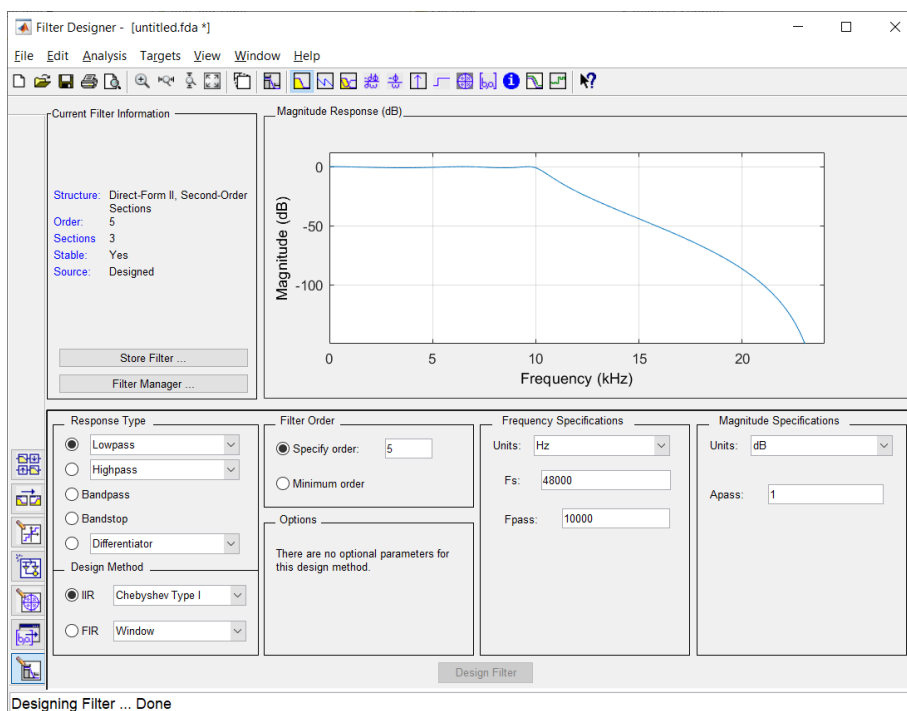 Filter Designer - [untitled.fda *]
File Edit Analysis Targets View Window Help
Current Filter Information
Structure: Direct-Form II, Second-Order
Sections
Order: 5
Sections 3
Stable: Yes
Source: Designed
Store Filter ...
Filter Manager ...
Magnitude Response (dB)
Magnitude (dB)
0
-50
-100
0 5 10 15 20
Frequency (kHz)
Response Type
Lowpass
Highpass
Bandpass
Bandstop
Differentiator
Design Method
IIR Chebyshev Type I
FIR Window
Filter Order
Specify order: 5
Minimum order
Options
There are no optional parameters for
this design method.
Frequency Specifications
Units: Hz
Fs: 48000
Fpass: 10000
Magnitude Specifications
Units: dB
Apass: 1
Design Filter
Designing Filter ... Done